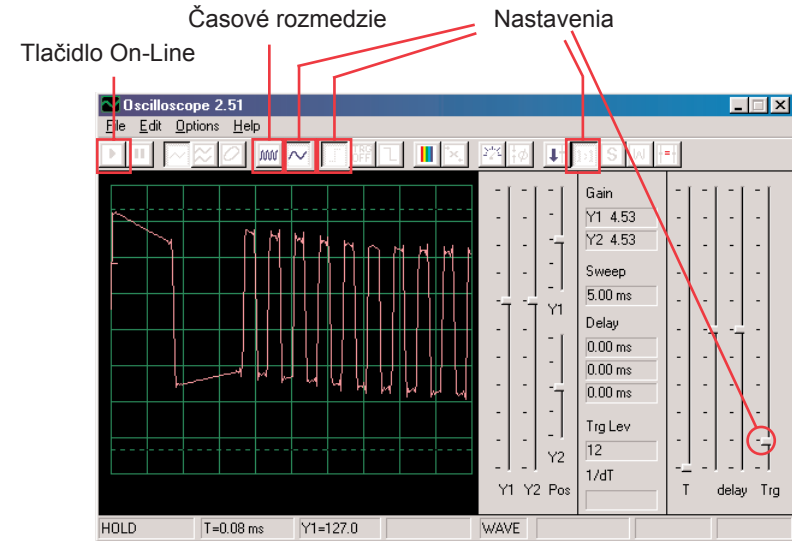 Časové rozmedzie
Nastavenia
Tlačidlo On-Line
Oscilloscope 2.51
File Edit Options Help
Gain
Y1 4.53
Y2 4.53
Sweep
5.00 ms
Y1
Delay
0.00 ms
0.00 ms
0.00 ms
Trg Lev
12
Y2
1/dT
Y1 Y2 Pos
T delay Trg
HOLD T=0.08 ms Y1=127.0 WAVE